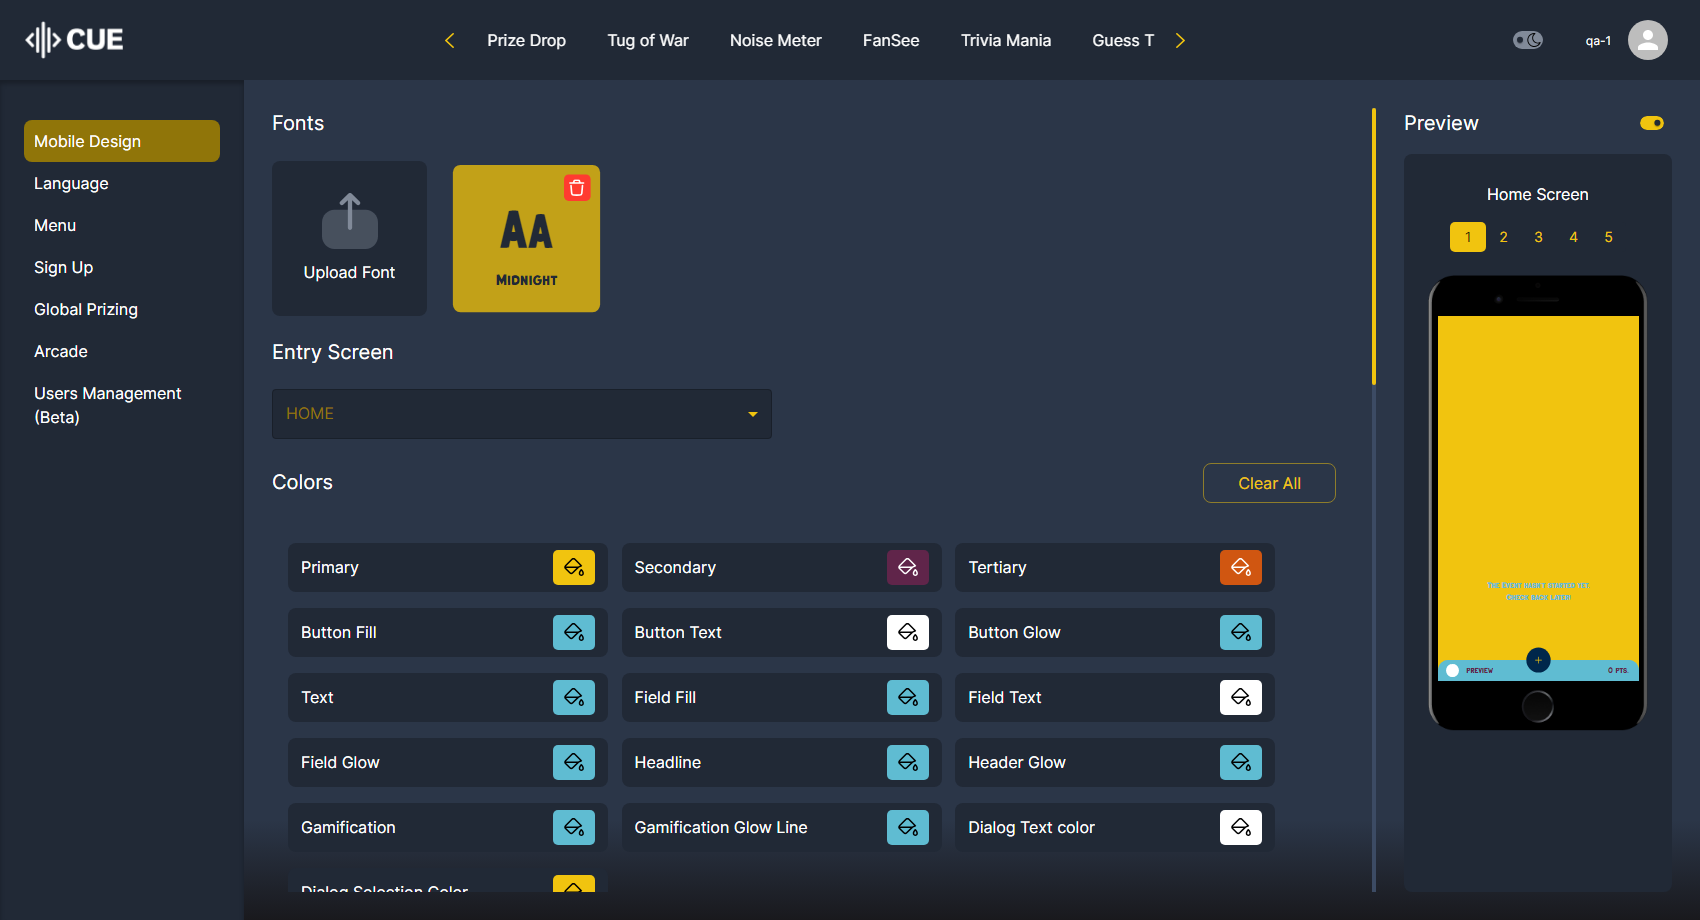 CUE
Prize Drop
Tug of War
Noise Meter
FanSee
Trivia Mania
Guess T
qa-1
Mobile Design
Language
Menu
Sign Up
Global Prizing
Arcade
Users Management
(Beta)
Fonts
Upload Font
Aa
Midnight
Entry Screen
HOME
Colors
Clear All
Primary
Secondary
Tertiary
Button Fill
Button Text
Button Glow
Text
Field Fill
Field Text
Field Glow
Headline
Header Glow
Gamification
Gamification Glow Line
Dialog Text color
Dialog Selection Color
Preview
Home Screen
1 2 3 4 5
The Event hasn't started yet.
Check back later!
+
PREVIEW
0 PTS.